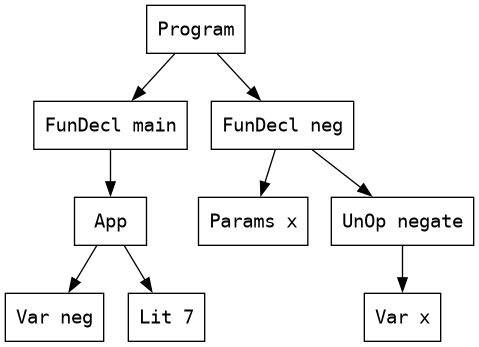 Program
FunDecl main
FunDecl neg
App
Params x
UnOp negate
Var neg
Lit 7
Var x